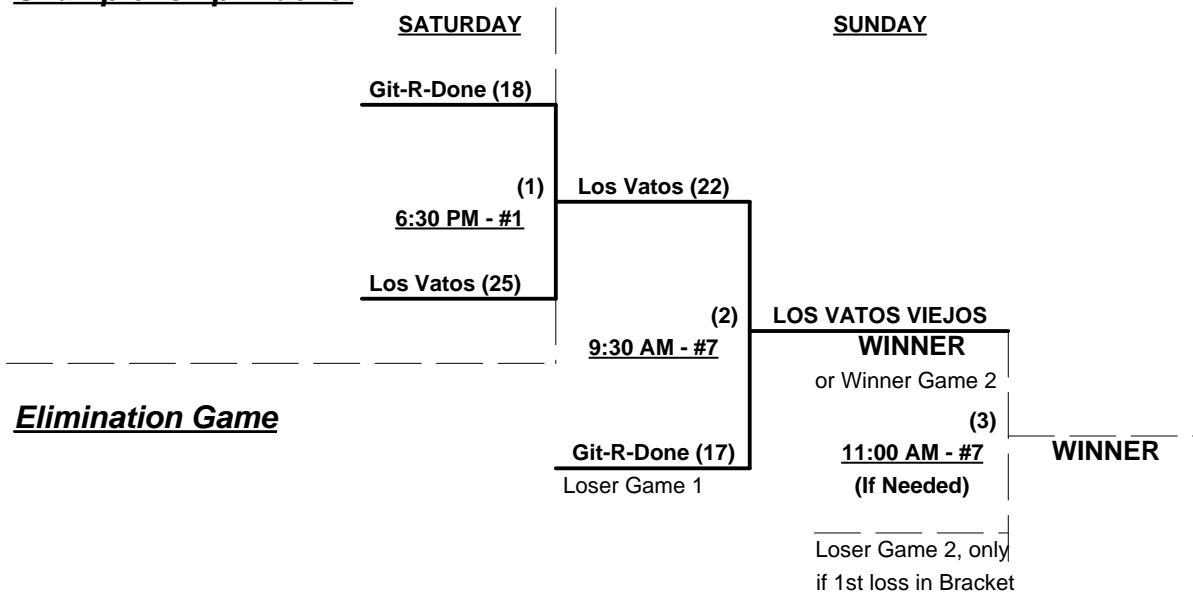 SATURDAY
SUNDAY
Git-R-Done (18)
(1)
Los Vatos (22)
6:30 PM - #1
Los Vatos (25)
(2)
LOS VATOS VIEJOS
9:30 AM - #7
WINNER
or Winner Game 2
Elimination Game
(3)
Git-R-Done (17)
11:00 AM - #7
WINNER
Loser Game 1
(If Needed)
Loser Game 2, only
if 1st loss in Bracket